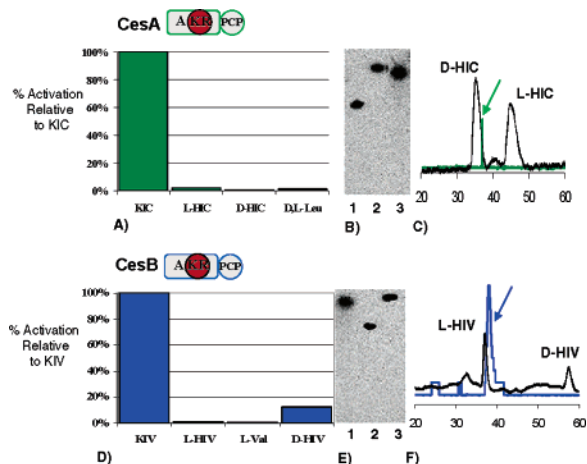 CesA A KR PCP
100%
80%
60%
40%
20%
0%
% Activation
Relative
to KIC
KIC L-HIC D-HIC D,L-Leu
A)
1 2 3
B)
D-HIC
L-HIC
20 30 40 50 60
C)
CesB A KR PCP
100%
80%
60%
40%
20%
0%
% Activation
Relative
to KIV
KIV L-HIV L-Val D-HIV
D)
1 2 3
E)
L-HIV
D-HIV
20 30 40 50 60
F)